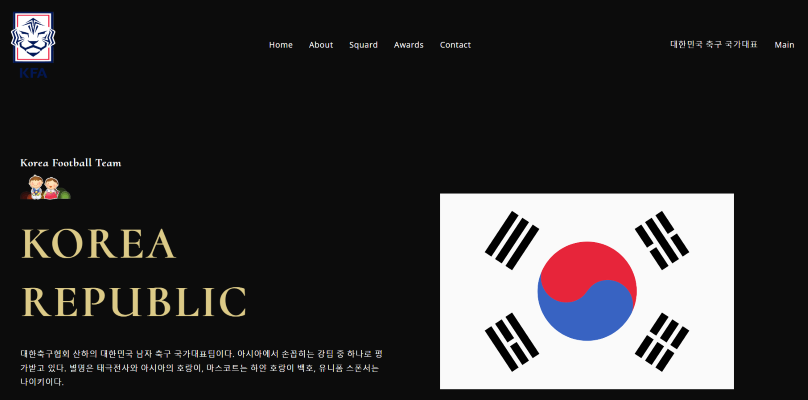 KFA
Home About Squard Awards Contact 대한민국 축구 국가대표 Main
Korea Football Team
KOREA
REPUBLIC
대한축구협회 산하의 대한민국 남자 축구 국가대표팀이다. 아시아에서 손꼽히는 강팀 중 하나로 평
가받고 있다. 별명은 태극전사와 아시아의 호랑이, 마스코트는 하얀 호랑이 백호, 유니폼 스폰서는
나이키이다.